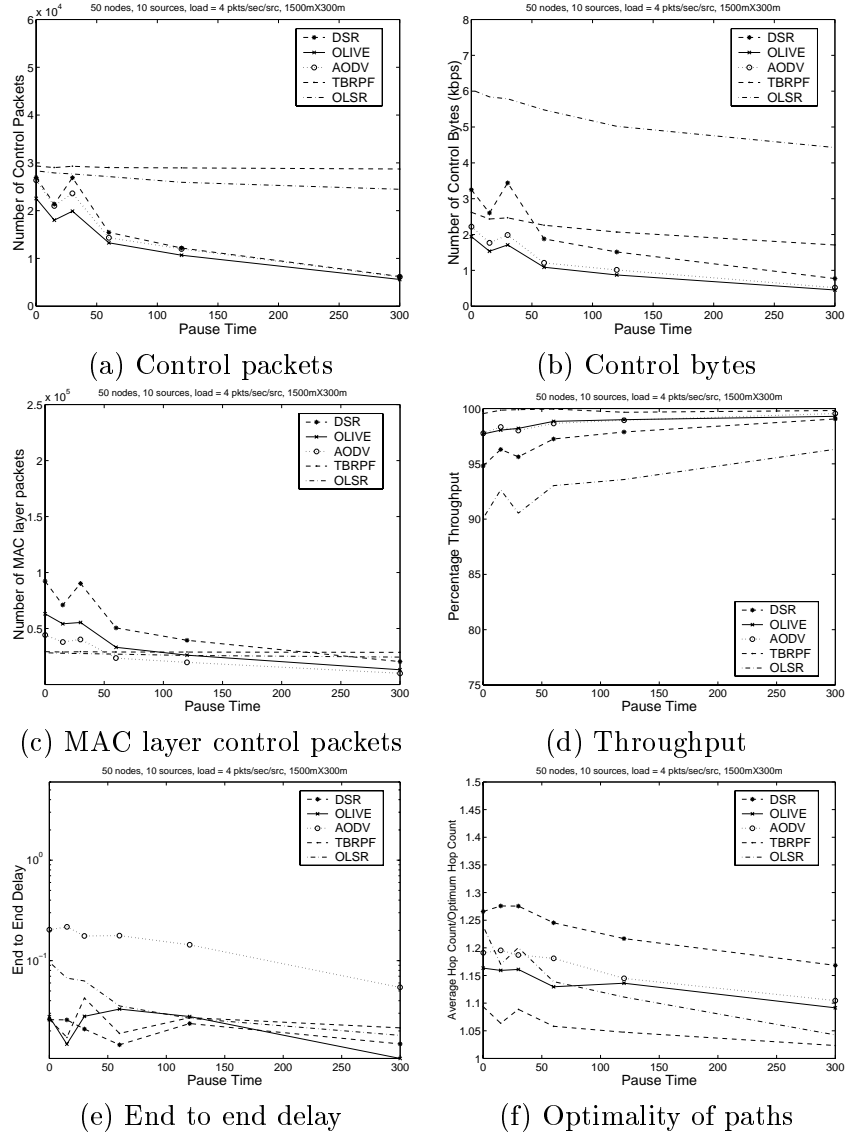 50 nodes, 10 sources, load = 4 pkts/sec/src, 1500mX300m
x 10^4
6
5
4
3
2
1
0
Number of Control Packets
DSR
OLIVE
AODV
TBRPF
OLSR
0 50 100 150 200 250 300
Pause Time
(a) Control packets
50 nodes, 10 sources, load = 4 pkts/sec/src, 1500mX300m
8
7
6
5
4
3
2
1
0
Number of Control Bytes (kbps)
DSR
OLIVE
AODV
TBRPF
OLSR
0 50 100 150 200 250 300
Pause Time
(b) Control bytes
50 nodes, 10 sources, load = 4 pkts/sec/src, 1500mX300m
x 10^5
2.5
2
1.5
1
0.5
Number of MAC layer packets
DSR
OLIVE
AODV
TBRPF
OLSR
0 50 100 150 200 250 300
Pause Time
(c) MAC layer control packets
50 nodes, 10 sources, load = 4 pkts/sec/src, 1500mX300m
100
95
90
85
80
75
Percentage Throughput
DSR
OLIVE
AODV
TBRPF
OLSR
0 50 100 150 200 250 300
Pause Time
(d) Throughput
50 nodes, 10 sources, load = 4 pkts/sec/src, 1500mX300m
10^0
10^-1
End to End Delay
DSR
OLIVE
AODV
TBRPF
OLSR
0 50 100 150 200 250 300
Pause Time
(e) End to end delay
50 nodes, 10 sources, load = 4 pkts/sec/src, 1500mX300m
1.5
1.45
1.4
1.35
1.3
1.25
1.2
1.15
1.1
1.05
1
Average Hop Count/Optimum Hop Count
DSR
OLIVE
AODV
TBRPF
OLSR
0 50 100 150 200 250 300
Pause Time
(f) Optimality of paths